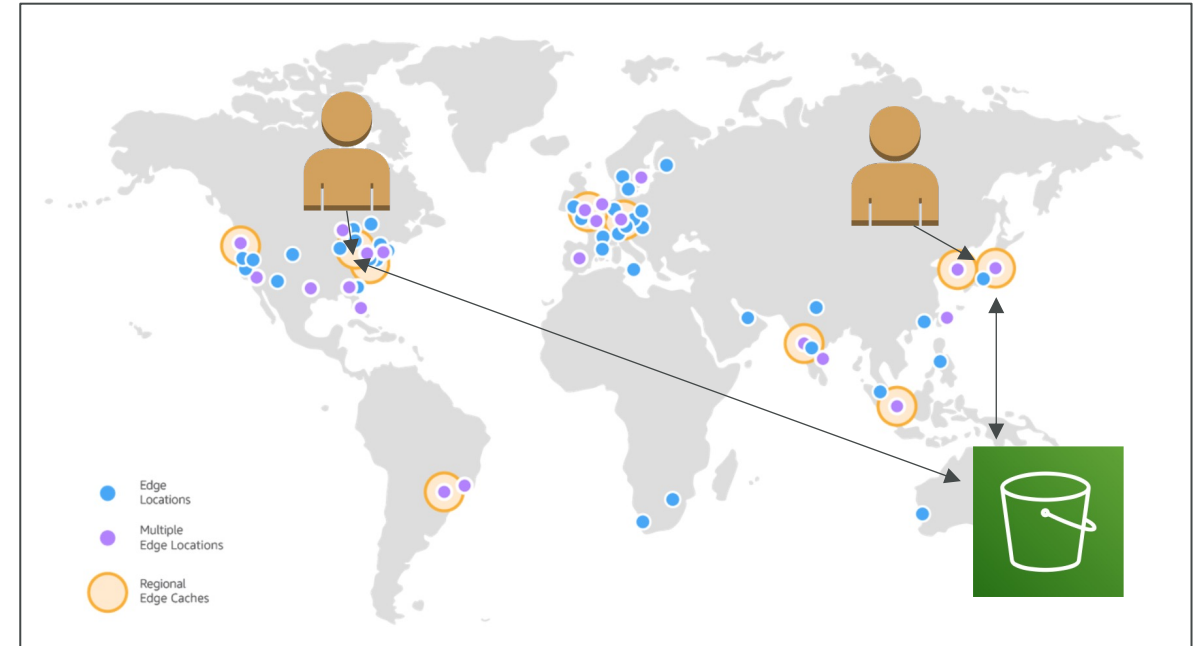 Edge
Locations
Multiple
Edge Locations
Regional
Edge Caches